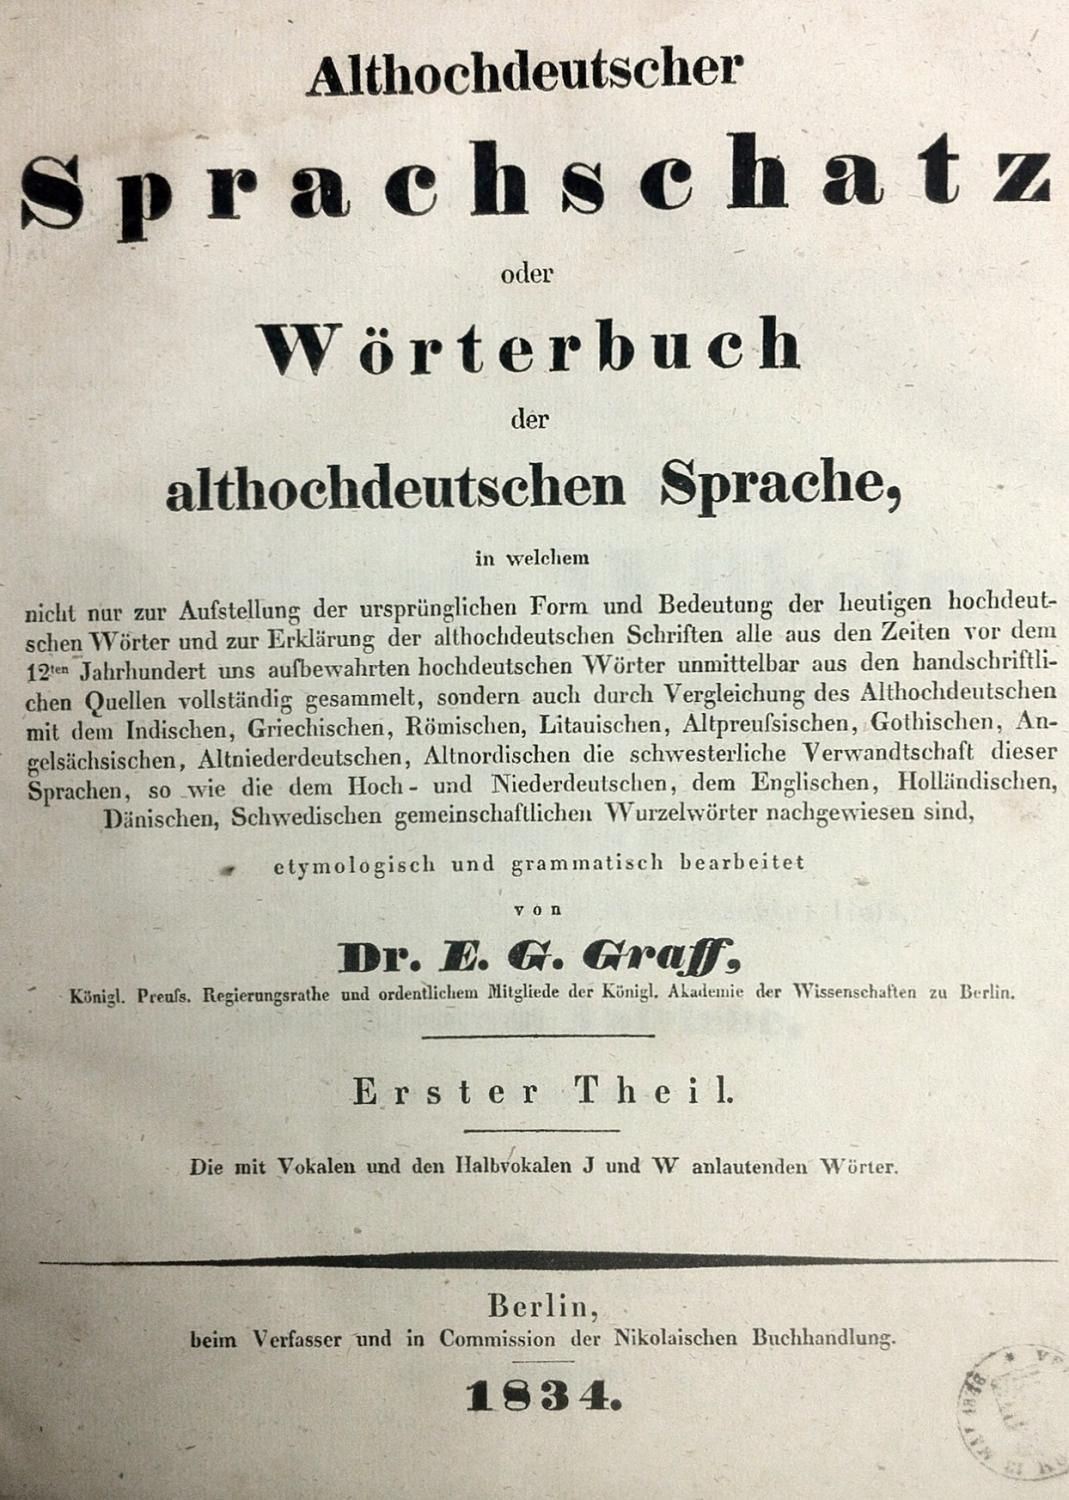 Althochdeutscher
Sprachschatz
oder
Wörterbuch
der
althochdeutschen Sprache,
in welchem
nicht nur zur Aufstellung der ursprünglichen Form und Bedeutung der heutigen hochdeut-
schen Wörter und zur Erklärung der althochdeutschen Schriften alle aus den Zeiten vor dem
12ten Jahrhundert uns aufbewahrten hochdeutschen Wörter unmittelbar aus den handschriftli-
chen Quellen vollständig gesammelt, sondern auch durch Vergleichung des Althochdeutschen
mit dem Indischen, Griechischen, Römischen, Litauischen, Altpreuſsischen, Gothischen, An-
gelsächsischen, Altniederdeutschen, Altnordischen die schwesterliche Verwandtschaft dieser
Sprachen, so wie die dem Hoch- und Niederdeutschen, dem Englischen, Holländischen,
Dänischen, Schwedischen gemeinschaftlichen Wurzelwörter nachgewiesen sind,
etymologisch und grammatisch bearbeitet
von
Dr. E. G. Graff,
Königl. Preuſs. Regierungsrathe und ordentlichem Mitgliede der Königl. Akademie der Wissenschaften zu Berlin.
Erster Theil.
Die mit Vokalen und den Halbvokalen J und W anlautenden Wörter.
Berlin,
beim Verfasser und in Commission der Nikolaischen Buchhandlung.
1834.